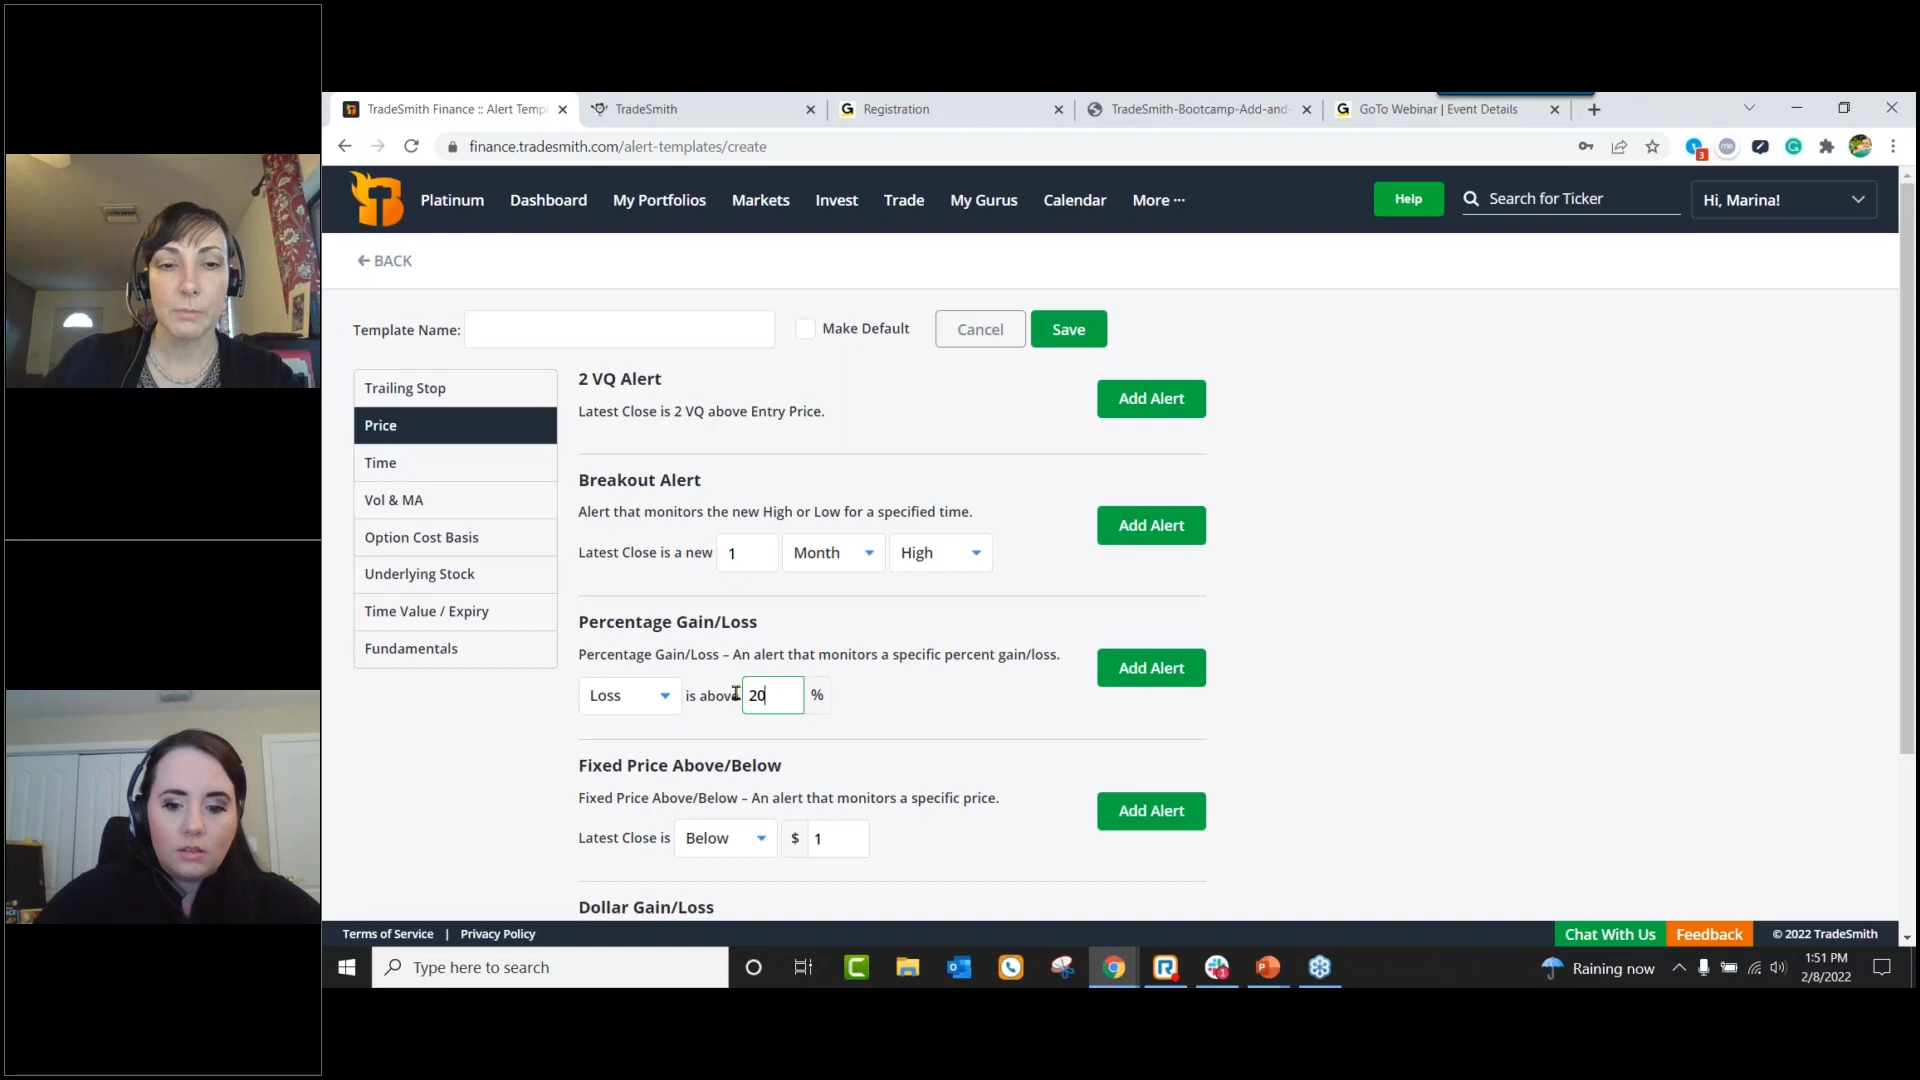 TradeSmith Finance :: Alert Temp
TradeSmith
Registration
TradeSmith-Bootcamp-Add-and-
GoTo Webinar | Event Details
finance.tradesmith.com/alert-templates/create
3
Platinum
Dashboard
My Portfolios
Markets
Invest
Trade
My Gurus
Calendar
More ···
Help
Search for Ticker
Hi, Marina!
BACK
Template Name:
Make Default
Cancel
Save
Trailing Stop
Price
Time
Vol & MA
Option Cost Basis
Underlying Stock
Time Value / Expiry
Fundamentals
2 VQ Alert
Latest Close is 2 VQ above Entry Price.
Add Alert
Breakout Alert
Alert that monitors the new High or Low for a specified time.
Add Alert
Latest Close is a new 1 Month High
Percentage Gain/Loss
Percentage Gain/Loss – An alert that monitors a specific percent gain/loss.
Add Alert
Loss is above 20 %
Fixed Price Above/Below
Fixed Price Above/Below – An alert that monitors a specific price.
Add Alert
Latest Close is Below $ 1
Dollar Gain/Loss
Terms of Service | Privacy Policy
Chat With Us
Feedback
© 2022 TradeSmith
Type here to search
Raining now
1:51 PM
2/8/2022